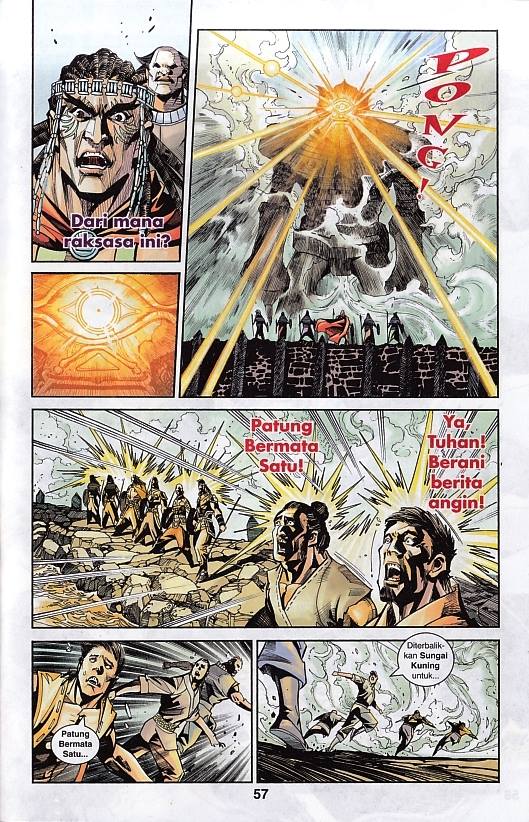 Dari mana
raksasa ini?
PONG!
Patung
Bermata
Satu!
Ya,
Tuhan!
Berani
berita
angin!
Patung
Bermata
Satu...
Diterbalik-
kan Sungai
Kuning
untuk...
57